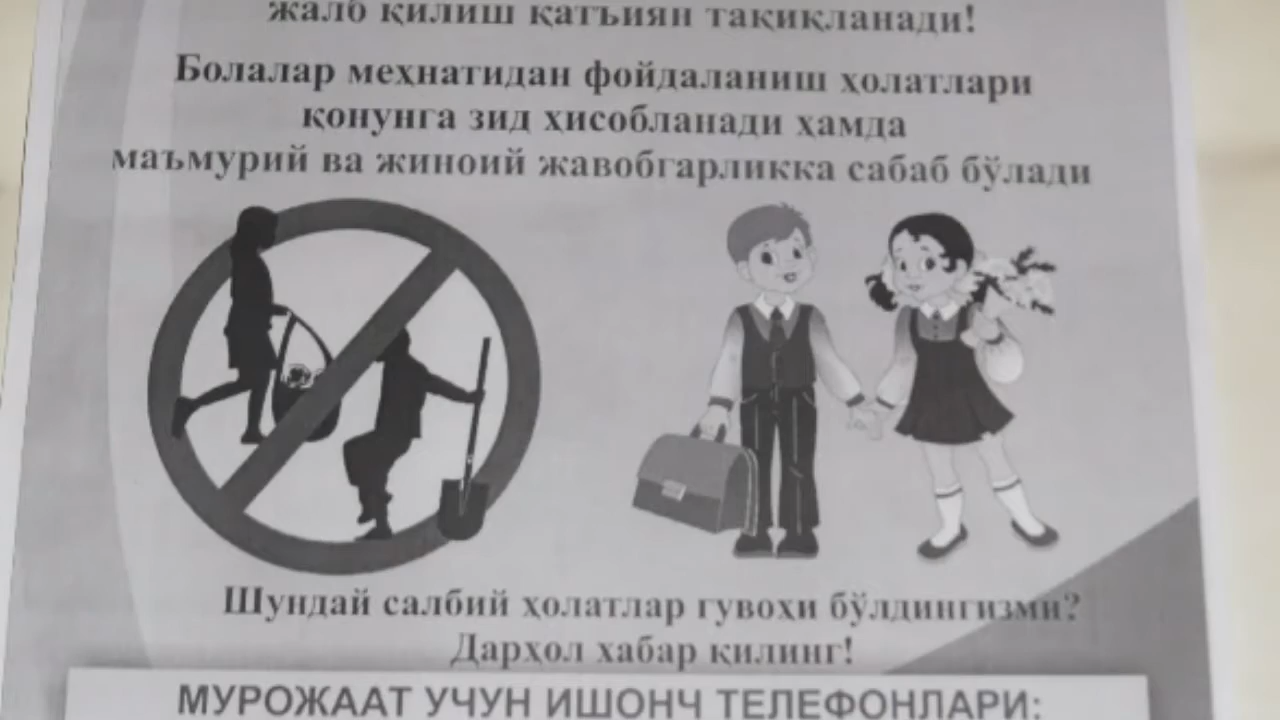 жалб қилиш қатъиян тақиқланади!
Болалар меҳнатидан фойдаланиш ҳолатлари
қонунга зид ҳисобланади ҳамда
маъмурий ва жиноий жавобгарликка сабаб бўлади
Шундай салбий ҳолатлар гувоҳи бўлдингизми?
Дарҳол хабар қилинг!
МУРОЖААТ УЧУН ИШОНЧ ТЕЛЕФОНЛАРИ: